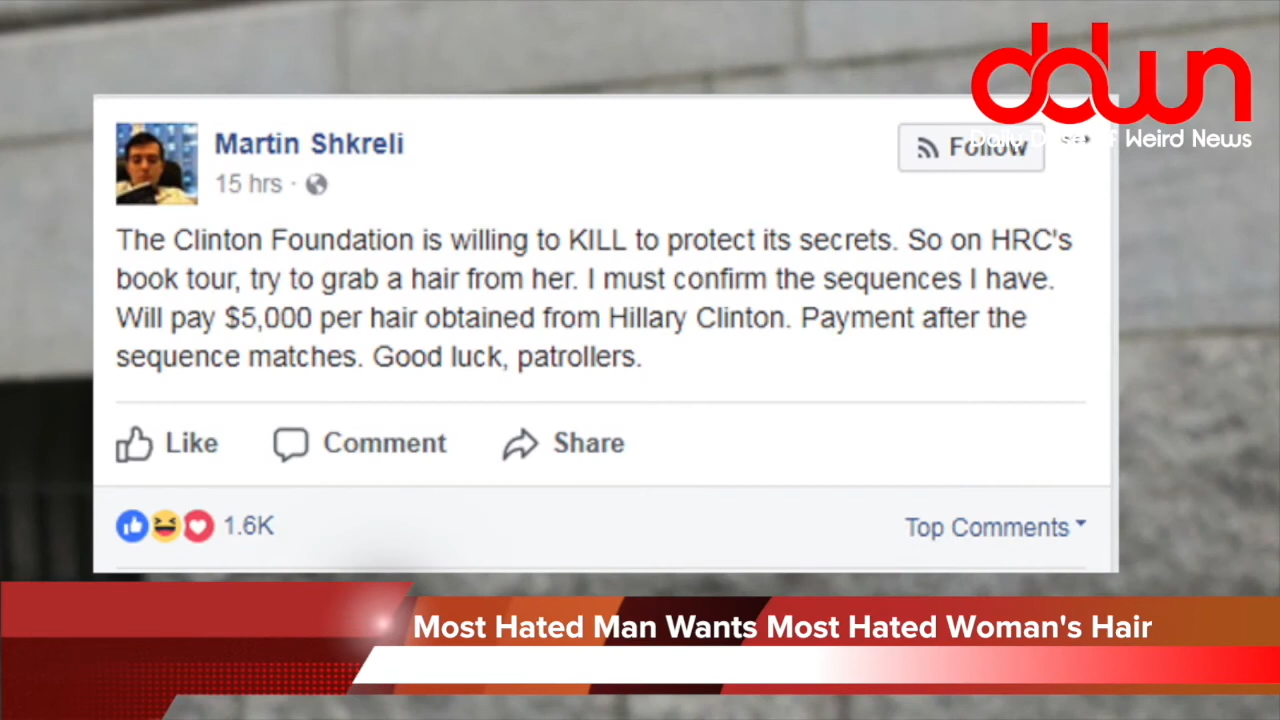 ddwn
Daily Dose of Weird News
Martin Shkreli
15 hrs ·
Follow
The Clinton Foundation is willing to KILL to protect its secrets. So on HRC's
book tour, try to grab a hair from her. I must confirm the sequences I have.
Will pay $5,000 per hair obtained from Hillary Clinton. Payment after the
sequence matches. Good luck, patrollers.
Like Comment Share
1.6K
Top Comments
Most Hated Man Wants Most Hated Woman's Hair